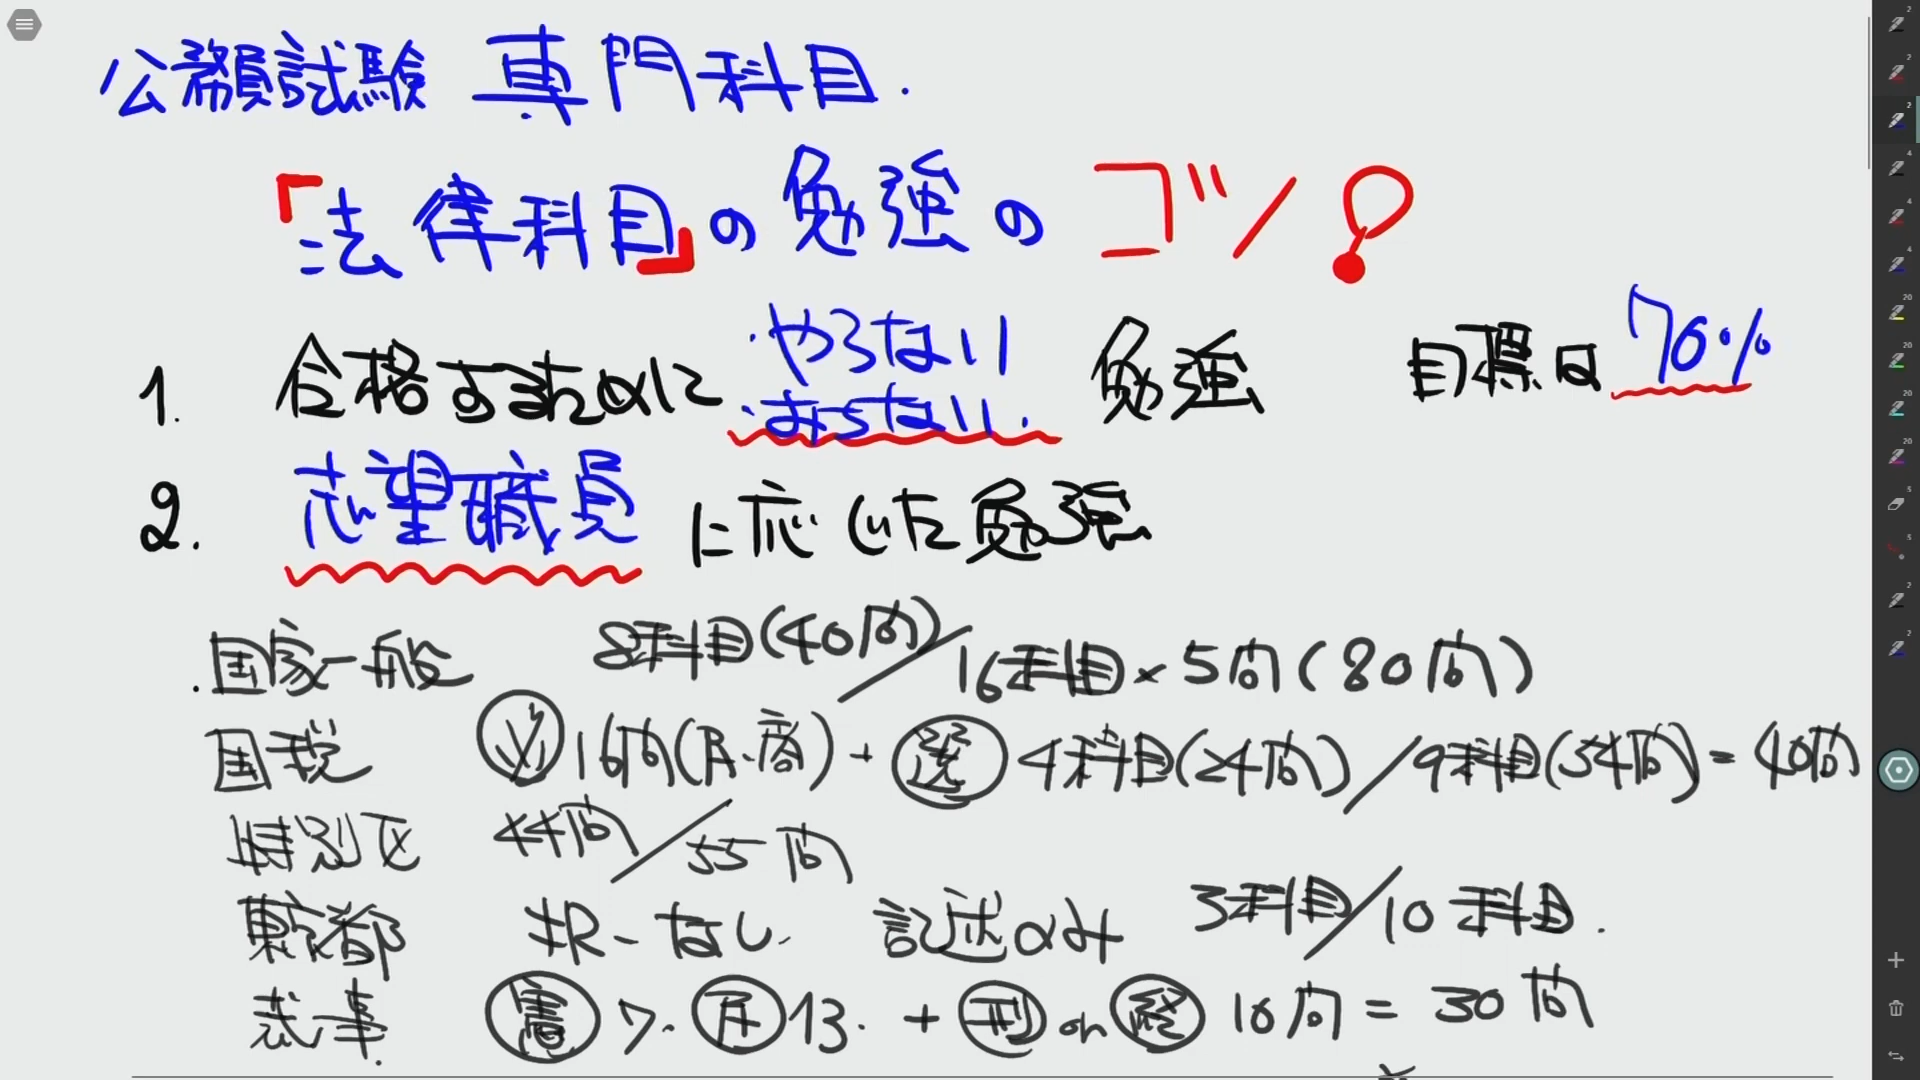 公務員試験 専門科目.
「法律科目」の勉強のコツ!
1. 合格するために ・やらない ・おちない. 勉強 目標は70%
2. 志望職員に応じた勉強
・国家一般 8科目(40問)/16科目×5問(80問)
国税 必 16問(民・商) + 選 4科目(24問)/9科目(54問) = 40問
特別区 44問/55問
東京都 択一なし. 記述のみ 3科目/10科目.
裁事. 憲7. 民13. + 刑or経 10問 = 30問